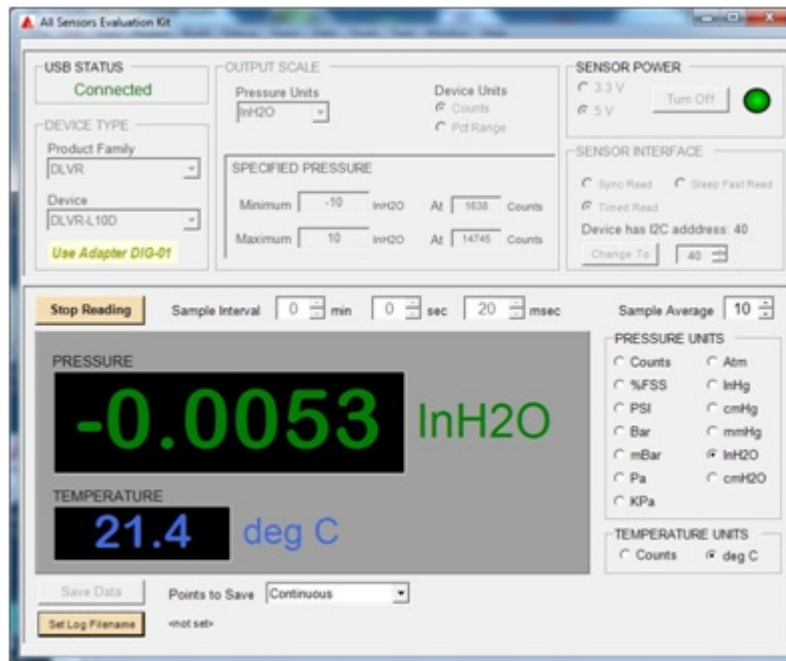 All Sensors Evaluation Kit
USB STATUS
Connected
DEVICE TYPE
Product Family
DLVR
Device
DLVR-L10D
Use Adapter DIG-01
OUTPUT SCALE
Pressure Units
InH2O
Device Units
Counts
Pct Range
SPECIFIED PRESSURE
Minimum -10 InH2O At 1638 Counts
Maximum 10 InH2O At 14745 Counts
SENSOR POWER
3.3 V
5 V
Turn Off
SENSOR INTERFACE
Sync Read Sleep Fast Read
Timed Read
Device has I2C adddress: 40
Change To 40
Stop Reading Sample Interval 0 min 0 sec 20 msec Sample Average 10
PRESSURE
-0.0053 InH2O
TEMPERATURE
21.4 deg C
PRESSURE UNITS
Counts Atm
%FSS InHg
PSI cmHg
Bar mmHg
mBar InH2O
Pa cmH2O
KPa
TEMPERATURE UNITS
Counts deg C
Save Data Points to Save Continuous
Set Log Filename <not set>